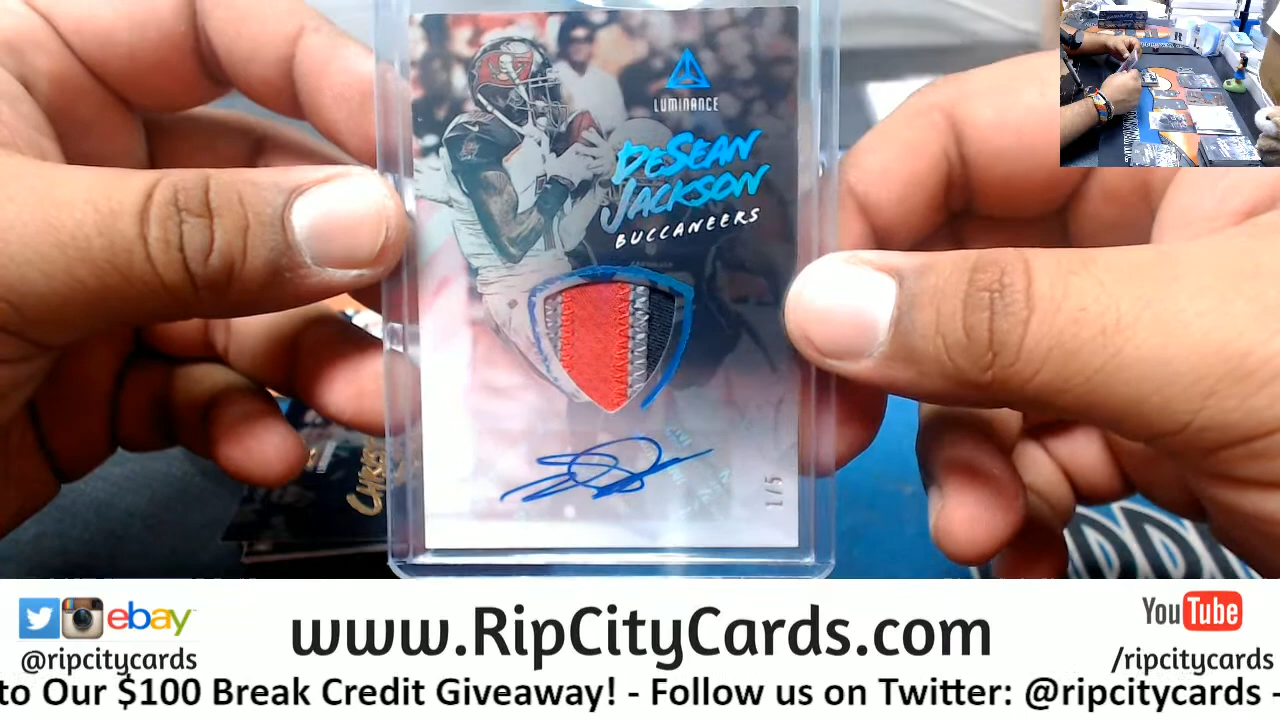 LUMINANCE
DeSean
Jackson
BUCCANEERS
1/5
ebay
@ripcitycards
www.RipCityCards.com
YouTube
/ripcitycards
to Our $100 Break Credit Giveaway! - Follow us on Twitter: @ripcitycards -